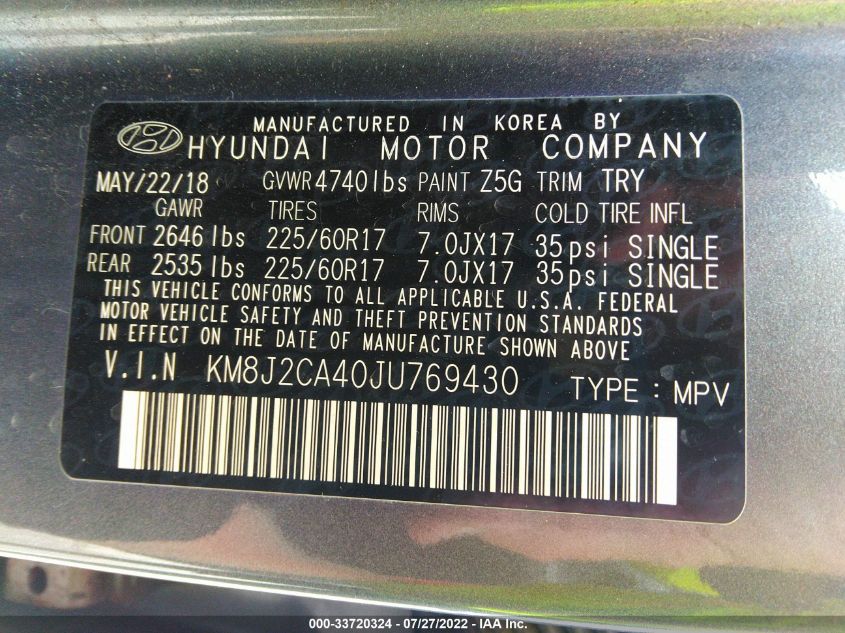 MANUFACTURED IN KOREA BY
HYUNDAI MOTOR COMPANY
MAY/22/18 GVWR 4740 lbs PAINT Z5G TRIM TRY
GAWR TIRES RIMS COLD TIRE INFL
FRONT 2646 lbs 225/60R17 7.0JX17 35psi SINGLE
REAR 2535 lbs 225/60R17 7.0JX17 35psi SINGLE
THIS VEHICLE CONFORMS TO ALL APPLICABLE U.S.A. FEDERAL
MOTOR VEHICLE SAFETY AND THEFT PREVENTION STANDARDS
IN EFFECT ON THE DATE OF MANUFACTURE SHOWN ABOVE
V.I.N KM8J2CA40JU769430 TYPE : MPV
000-33720324 / 07/27/2022 - IAA Inc.